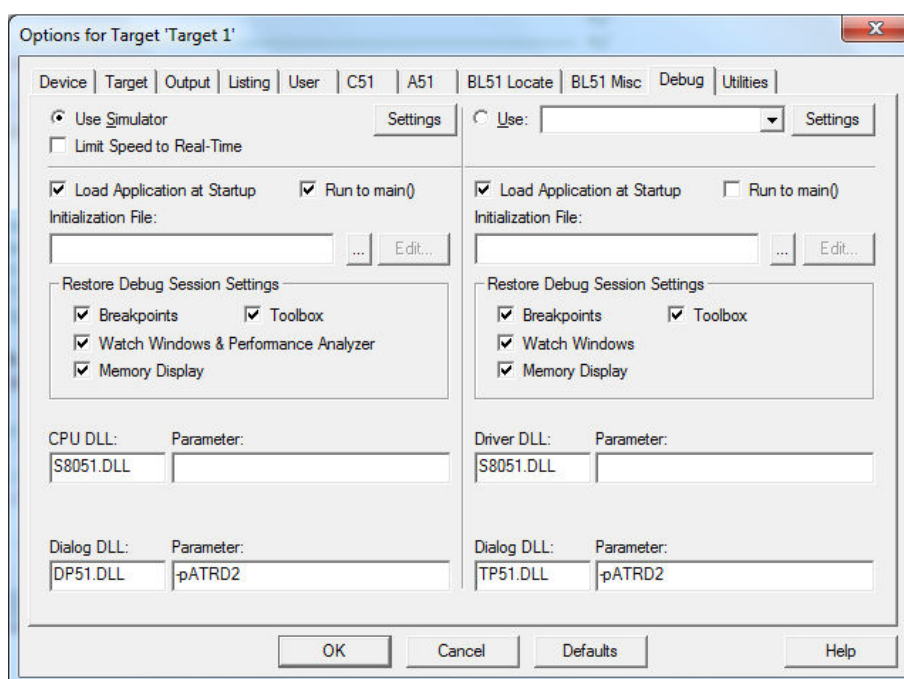 Options for Target 'Target 1'
Device Target Output Listing User C51 A51 BL51 Locate BL51 Misc Debug Utilities
Use Simulator Settings
Limit Speed to Real-Time
Use: Settings
Load Application at Startup Run to main()
Initialization File:
... Edit...
Restore Debug Session Settings
Breakpoints Toolbox
Watch Windows & Performance Analyzer
Memory Display
CPU DLL: Parameter:
S8051.DLL
Dialog DLL: Parameter:
DP51.DLL -pATRD2
Load Application at Startup Run to main()
Initialization File:
... Edit...
Restore Debug Session Settings
Breakpoints Toolbox
Watch Windows
Memory Display
Driver DLL: Parameter:
S8051.DLL
Dialog DLL: Parameter:
TP51.DLL -pATRD2
OK Cancel Defaults Help